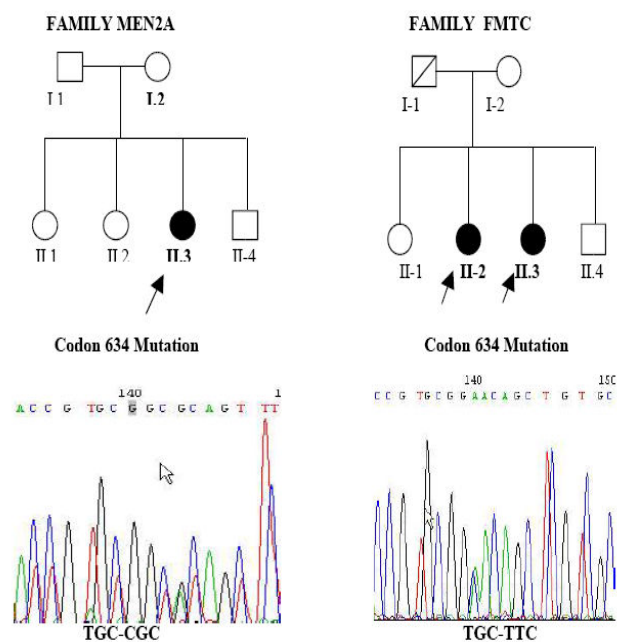 FAMILY MEN2A
I.1 I.2
II.1 II.2 II.3 II-4
Codon 634 Mutation
140 1
A C C G T G C G G C G C A G T T T
TGC-CGC
FAMILY FMTC
I-1 I-2
II-1 II-2 II.3 II.4
Codon 634 Mutation
140 150
C C G T G C G G A A C A G C T G T G C
TGC-TTC